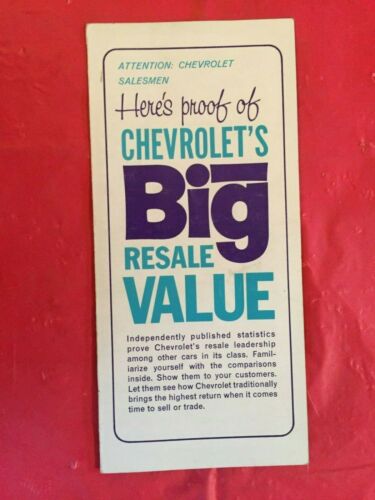 ATTENTION: CHEVROLET
SALESMEN
Here's proof of
CHEVROLET'S
Big
RESALE
VALUE
Independently published statistics
prove Chevrolet's resale leadership
among other cars in its class. Famil-
iarize yourself with the comparisons
inside. Show them to your customers.
Let them see how Chevrolet traditionally
brings the highest return when it comes
time to sell or trade.